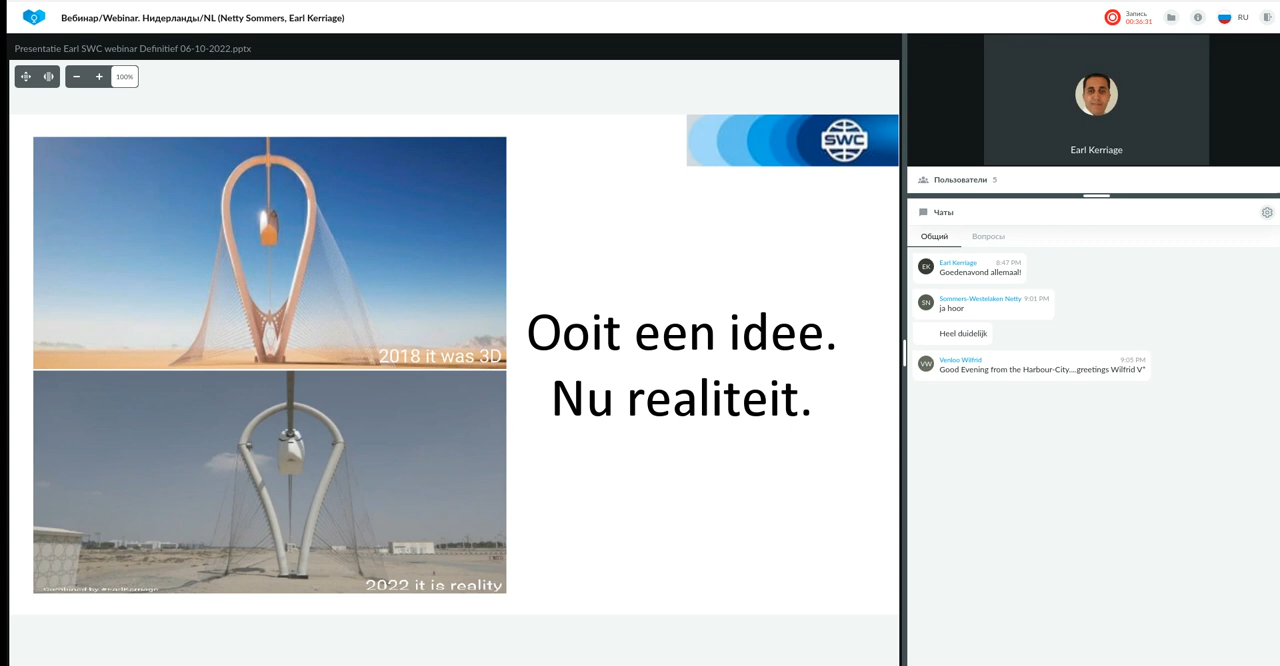 Вебинар/Webinar. Нидерланды/NL (Netty Sommers, Earl Kerriage)
Запись
00:36:31
RU
Presentatie Earl SWC webinar Definitief 06-10-2022.pptx
100%
SWC
2018 it was 3D
Ooit een idee.
Nu realiteit.
2022 it is reality
Combined by #EarlKerriage
Earl Kerriage
Пользователи 5
Чаты
Общий Вопросы
EK
Earl Kerriage 8:47 PM
Goedenavond allemaal!
SN
Sommers-Westelaken Netty 9:01 PM
ja hoor
Heel duidelijk
VW
Venloo Wilfrid 9:05 PM
Good Evening from the Harbour-City....greetings Wilfrid V"